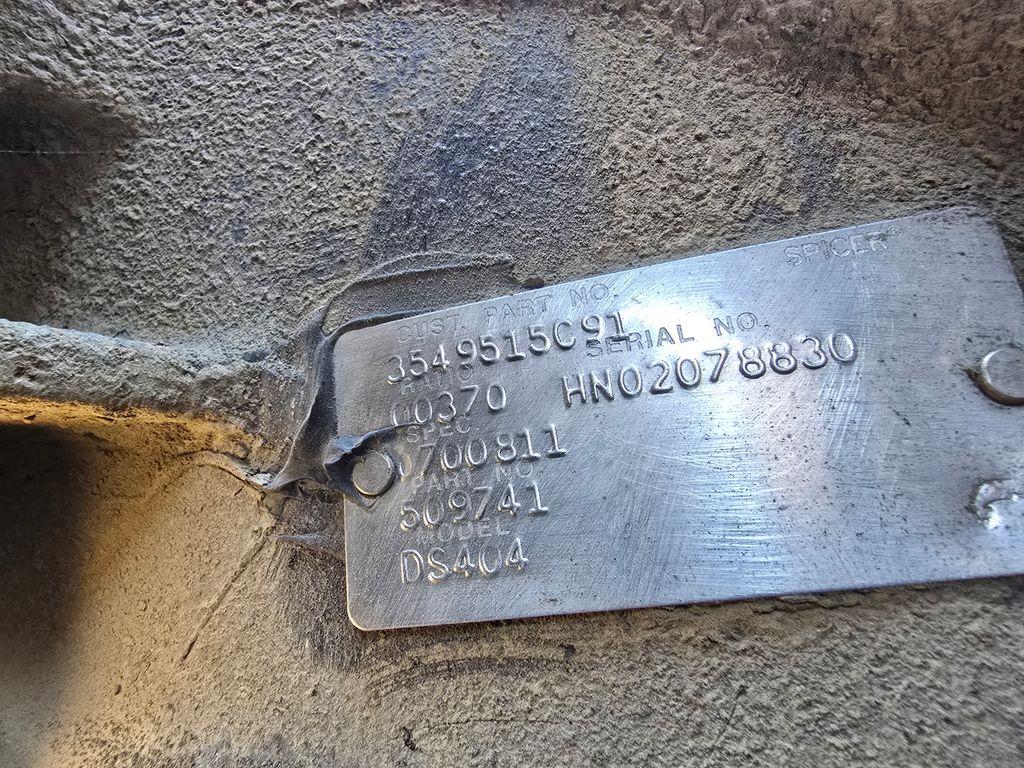 SPICER®
CUST. PART NO.
3549515C91
SERIAL NO.
00370 HN02078830
SPEC
700811
PART NO
509741
MODEL
DS404